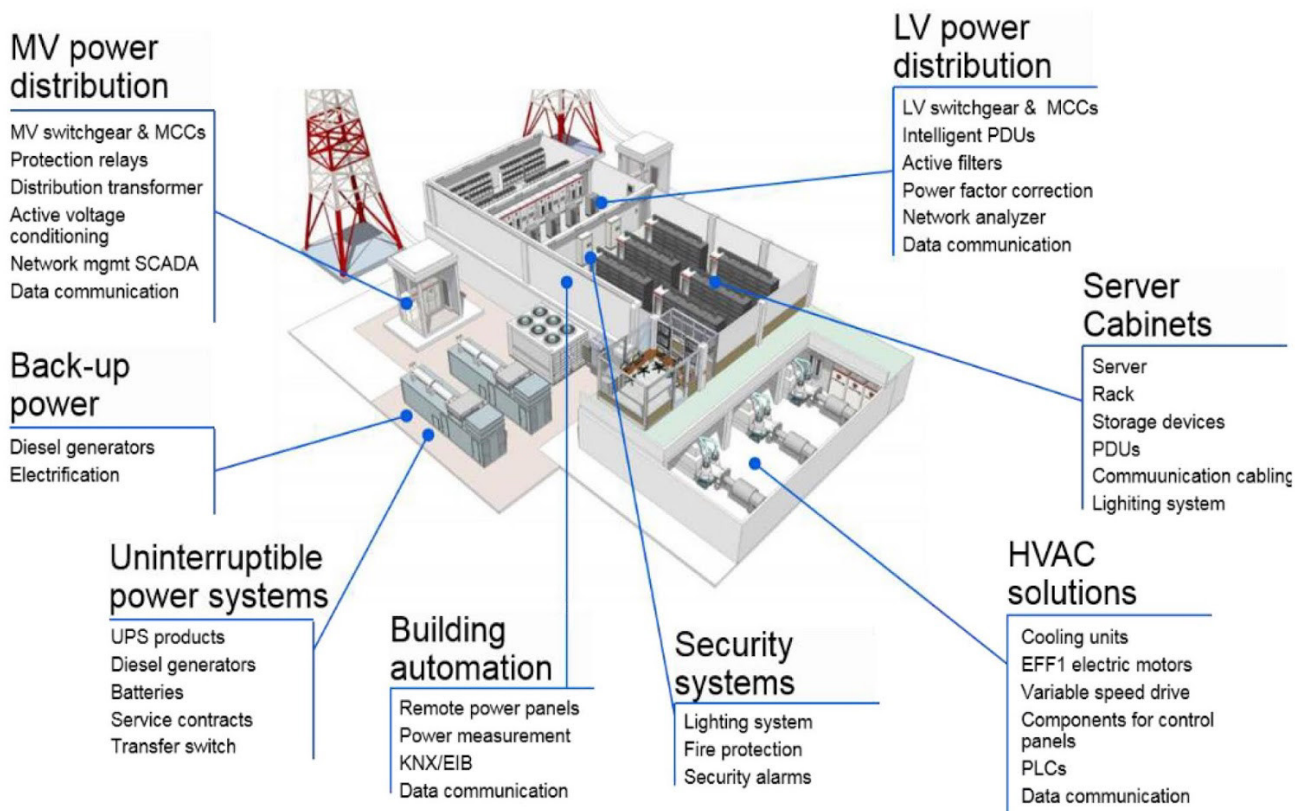 MV power
distribution
MV switchgear & MCCs
Protection relays
Distribution transformer
Active voltage
conditioning
Network mgmt SCADA
Data communication
LV power
distribution
LV switchgear & MCCs
Intelligent PDUs
Active filters
Power factor correction
Network analyzer
Data communication
Server
Cabinets
Server
Rack
Storage devices
PDUs
Commuunication cabling
Lighiting system
Back-up
power
Diesel generators
Electrification
Uninterruptible
power systems
UPS products
Diesel generators
Batteries
Service contracts
Transfer switch
Building
automation
Remote power panels
Power measurement
KNX/EIB
Data communication
Security
systems
Lighting system
Fire protection
Security alarms
HVAC
solutions
Cooling units
EFF1 electric motors
Variable speed drive
Components for control
panels
PLCs
Data communication